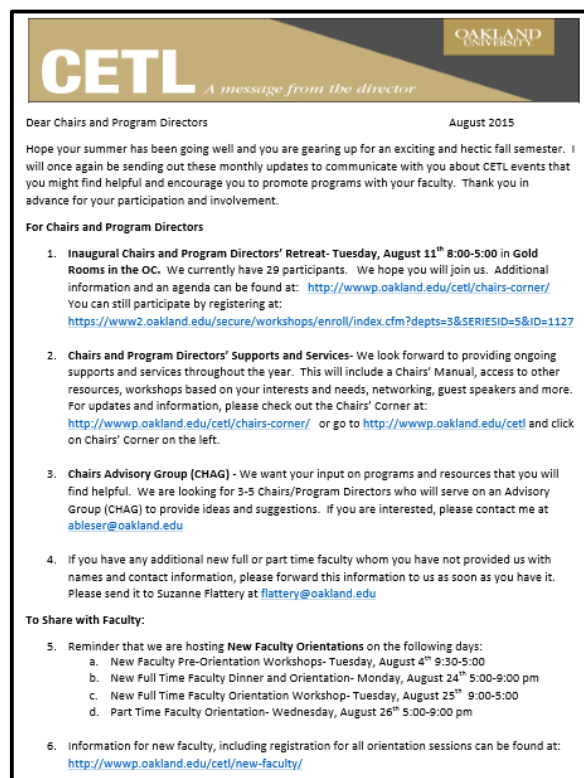 OAKLAND
UNIVERSITY.
CETL A message from the director
Dear Chairs and Program Directors August 2015
Hope your summer has been going well and you are gearing up for an exciting and hectic fall semester. I
will once again be sending out these monthly updates to communicate with you about CETL events that
you might find helpful and encourage you to promote programs with your faculty. Thank you in
advance for your participation and involvement.
For Chairs and Program Directors
1. Inaugural Chairs and Program Directors' Retreat- Tuesday, August 11th 8:00-5:00 in Gold
Rooms in the OC. We currently have 29 participants. We hope you will join us. Additional
information and an agenda can be found at: http://wwwp.oakland.edu/cetl/chairs-corner/
You can still participate by registering at:
https://www2.oakland.edu/secure/workshops/enroll/index.cfm?depts=3&SERIESID=5&ID=1127
2. Chairs and Program Directors' Supports and Services- We look forward to providing ongoing
supports and services throughout the year. This will include a Chairs' Manual, access to other
resources, workshops based on your interests and needs, networking, guest speakers and more.
For updates and information, please check out the Chairs' Corner at:
http://wwwp.oakland.edu/cetl/chairs-corner/ or go to http://wwwp.oakland.edu/cetl and click
on Chairs' Corner on the left.
3. Chairs Advisory Group (CHAG) - We want your input on programs and resources that you will
find helpful. We are looking for 3-5 Chairs/Program Directors who will serve on an Advisory
Group (CHAG) to provide ideas and suggestions. If you are interested, please contact me at
ableser@oakland.edu
4. If you have any additional new full or part time faculty whom you have not provided us with
names and contact information, please forward this information to us as soon as you have it.
Please send it to Suzanne Flattery at flattery@oakland.edu
To Share with Faculty:
5. Reminder that we are hosting New Faculty Orientations on the following days:
a. New Faculty Pre-Orientation Workshops- Tuesday, August 4th 9:30-5:00
b. New Full Time Faculty Dinner and Orientation- Monday, August 24th 5:00-9:00 pm
c. New Full Time Faculty Orientation Workshop- Tuesday, August 25th 9:00-5:00
d. Part Time Faculty Orientation- Wednesday, August 26th 5:00-9:00 pm
6. Information for new faculty, including registration for all orientation sessions can be found at:
http://wwwp.oakland.edu/cetl/new-faculty/